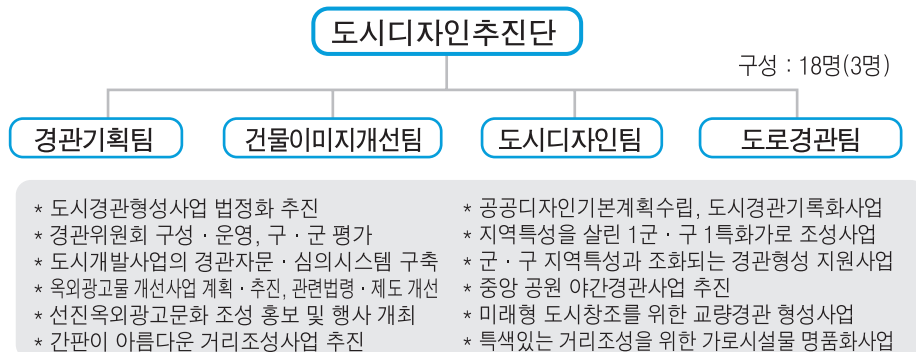 도시디자인추진단
구성 : 18명(3명)
경관기획팀
건물이미지개선팀
도시디자인팀
도로경관팀
* 도시경관형성사업 법정화 추진
* 경관위원회 구성 · 운영, 구 · 군 평가
* 도시개발사업의 경관자문 · 심의시스템 구축
* 옥외광고물 개선사업 계획 · 추진, 관련법령 · 제도 개선
* 선진옥외광고문화 조성 홍보 및 행사 개최
* 간판이 아름다운 거리조성사업 추진
* 공공디자인기본계획수립, 도시경관기록화사업
* 지역특성을 살린 1군 · 구 1특화가로 조성사업
* 군 · 구 지역특성과 조화되는 경관형성 지원사업
* 중앙 공원 야간경관사업 추진
* 미래형 도시창조를 위한 교량경관 형성사업
* 특색있는 거리조성을 위한 가로시설물 명품화사업